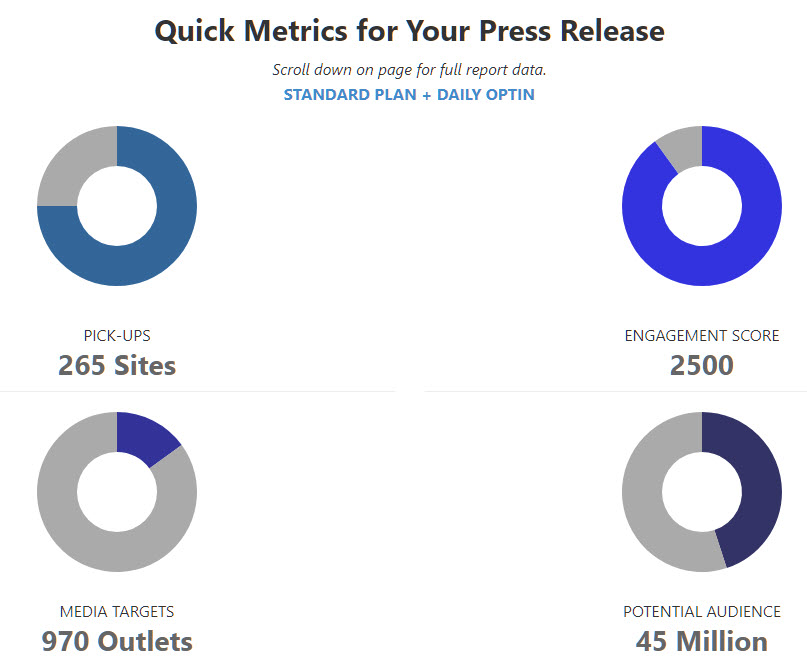 Quick Metrics for Your Press Release
Scroll down on page for full report data.
STANDARD PLAN + DAILY OPTIN
PICK-UPS
265 Sites
ENGAGEMENT SCORE
2500
MEDIA TARGETS
970 Outlets
POTENTIAL AUDIENCE
45 Million